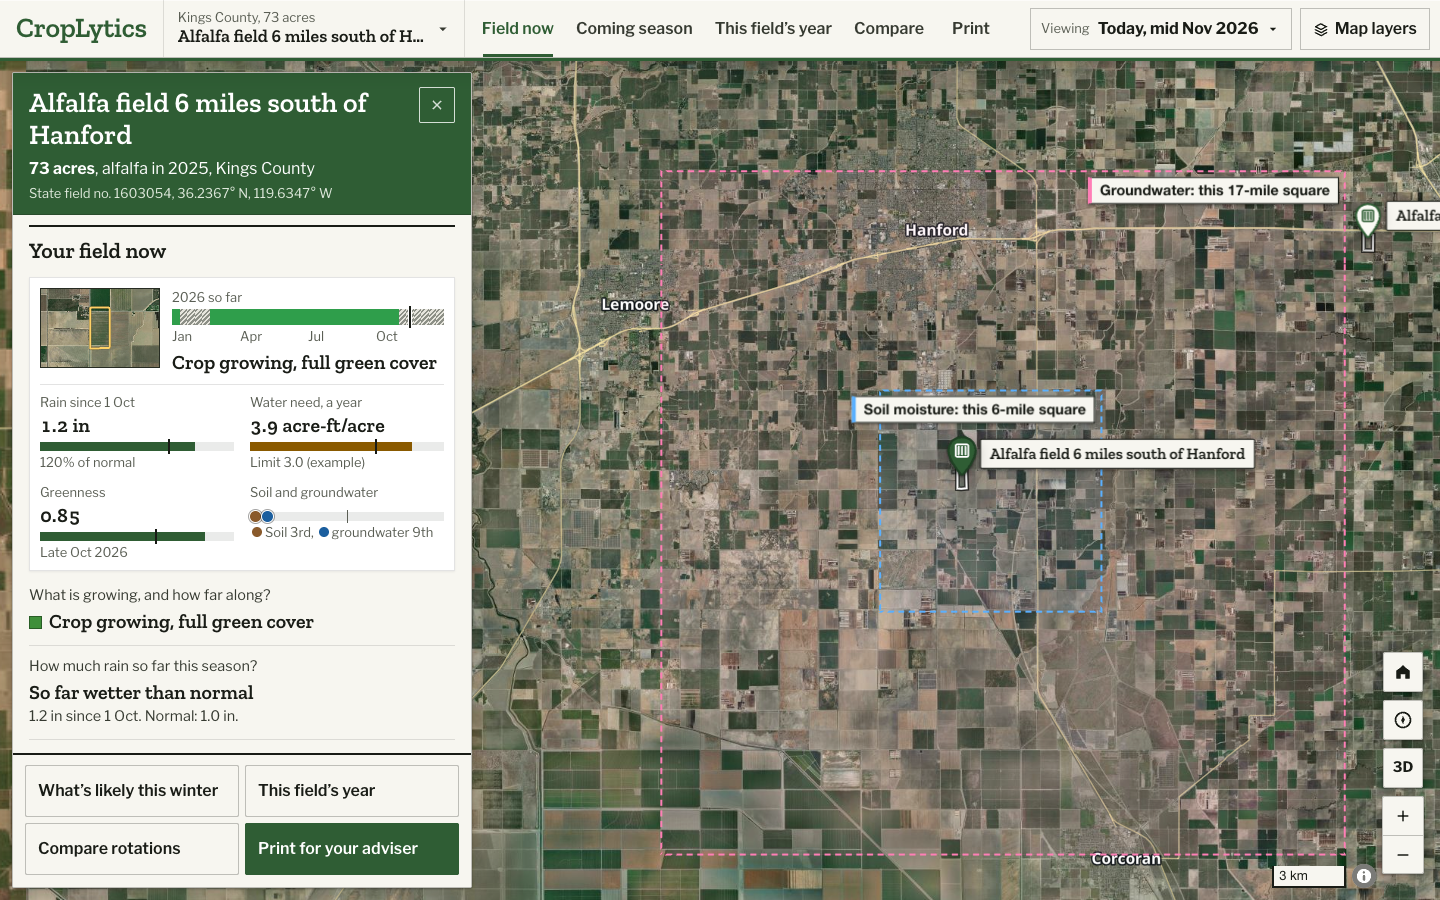 CropLytics
Kings County, 73 acres
Alfalfa field 6 miles south of H...
Field now
Coming season
This field's year
Compare
Print
Viewing Today, mid Nov 2026
Map layers
Alfalfa field 6 miles south of
Hanford
73 acres, alfalfa in 2025, Kings County
State field no. 1603054, 36.2367° N, 119.6347° W
Your field now
2026 so far
Jan Apr Jul Oct
Crop growing, full green cover
Rain since 1 Oct
1.2 in
120% of normal
Water need, a year
3.9 acre-ft/acre
Limit 3.0 (example)
Greenness
0.85
Late Oct 2026
Soil and groundwater
Soil 3rd, groundwater 9th
What is growing, and how far along?
Crop growing, full green cover
How much rain so far this season?
So far wetter than normal
1.2 in since 1 Oct. Normal: 1.0 in.
What's likely this winter
This field's year
Compare rotations
Print for your adviser
Groundwater: this 17-mile square
Alfalfa
Hanford
Lemoore
Soil moisture: this 6-mile square
Alfalfa field 6 miles south of Hanford
Corcoran
3D
3 km